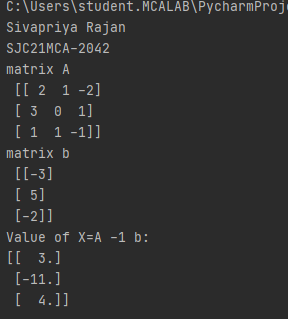 C:\Users\student.MCALAB\PycharmProj
Sivapriya Rajan
SJC21MCA-2042
matrix A
[[ 2  1 -2]
[ 3  0  1]
[ 1  1 -1]]
matrix b
[[-3]
[ 5]
[-2]]
Value of X=A -1 b:
[[  3.]
[-11.]
[  4.]]